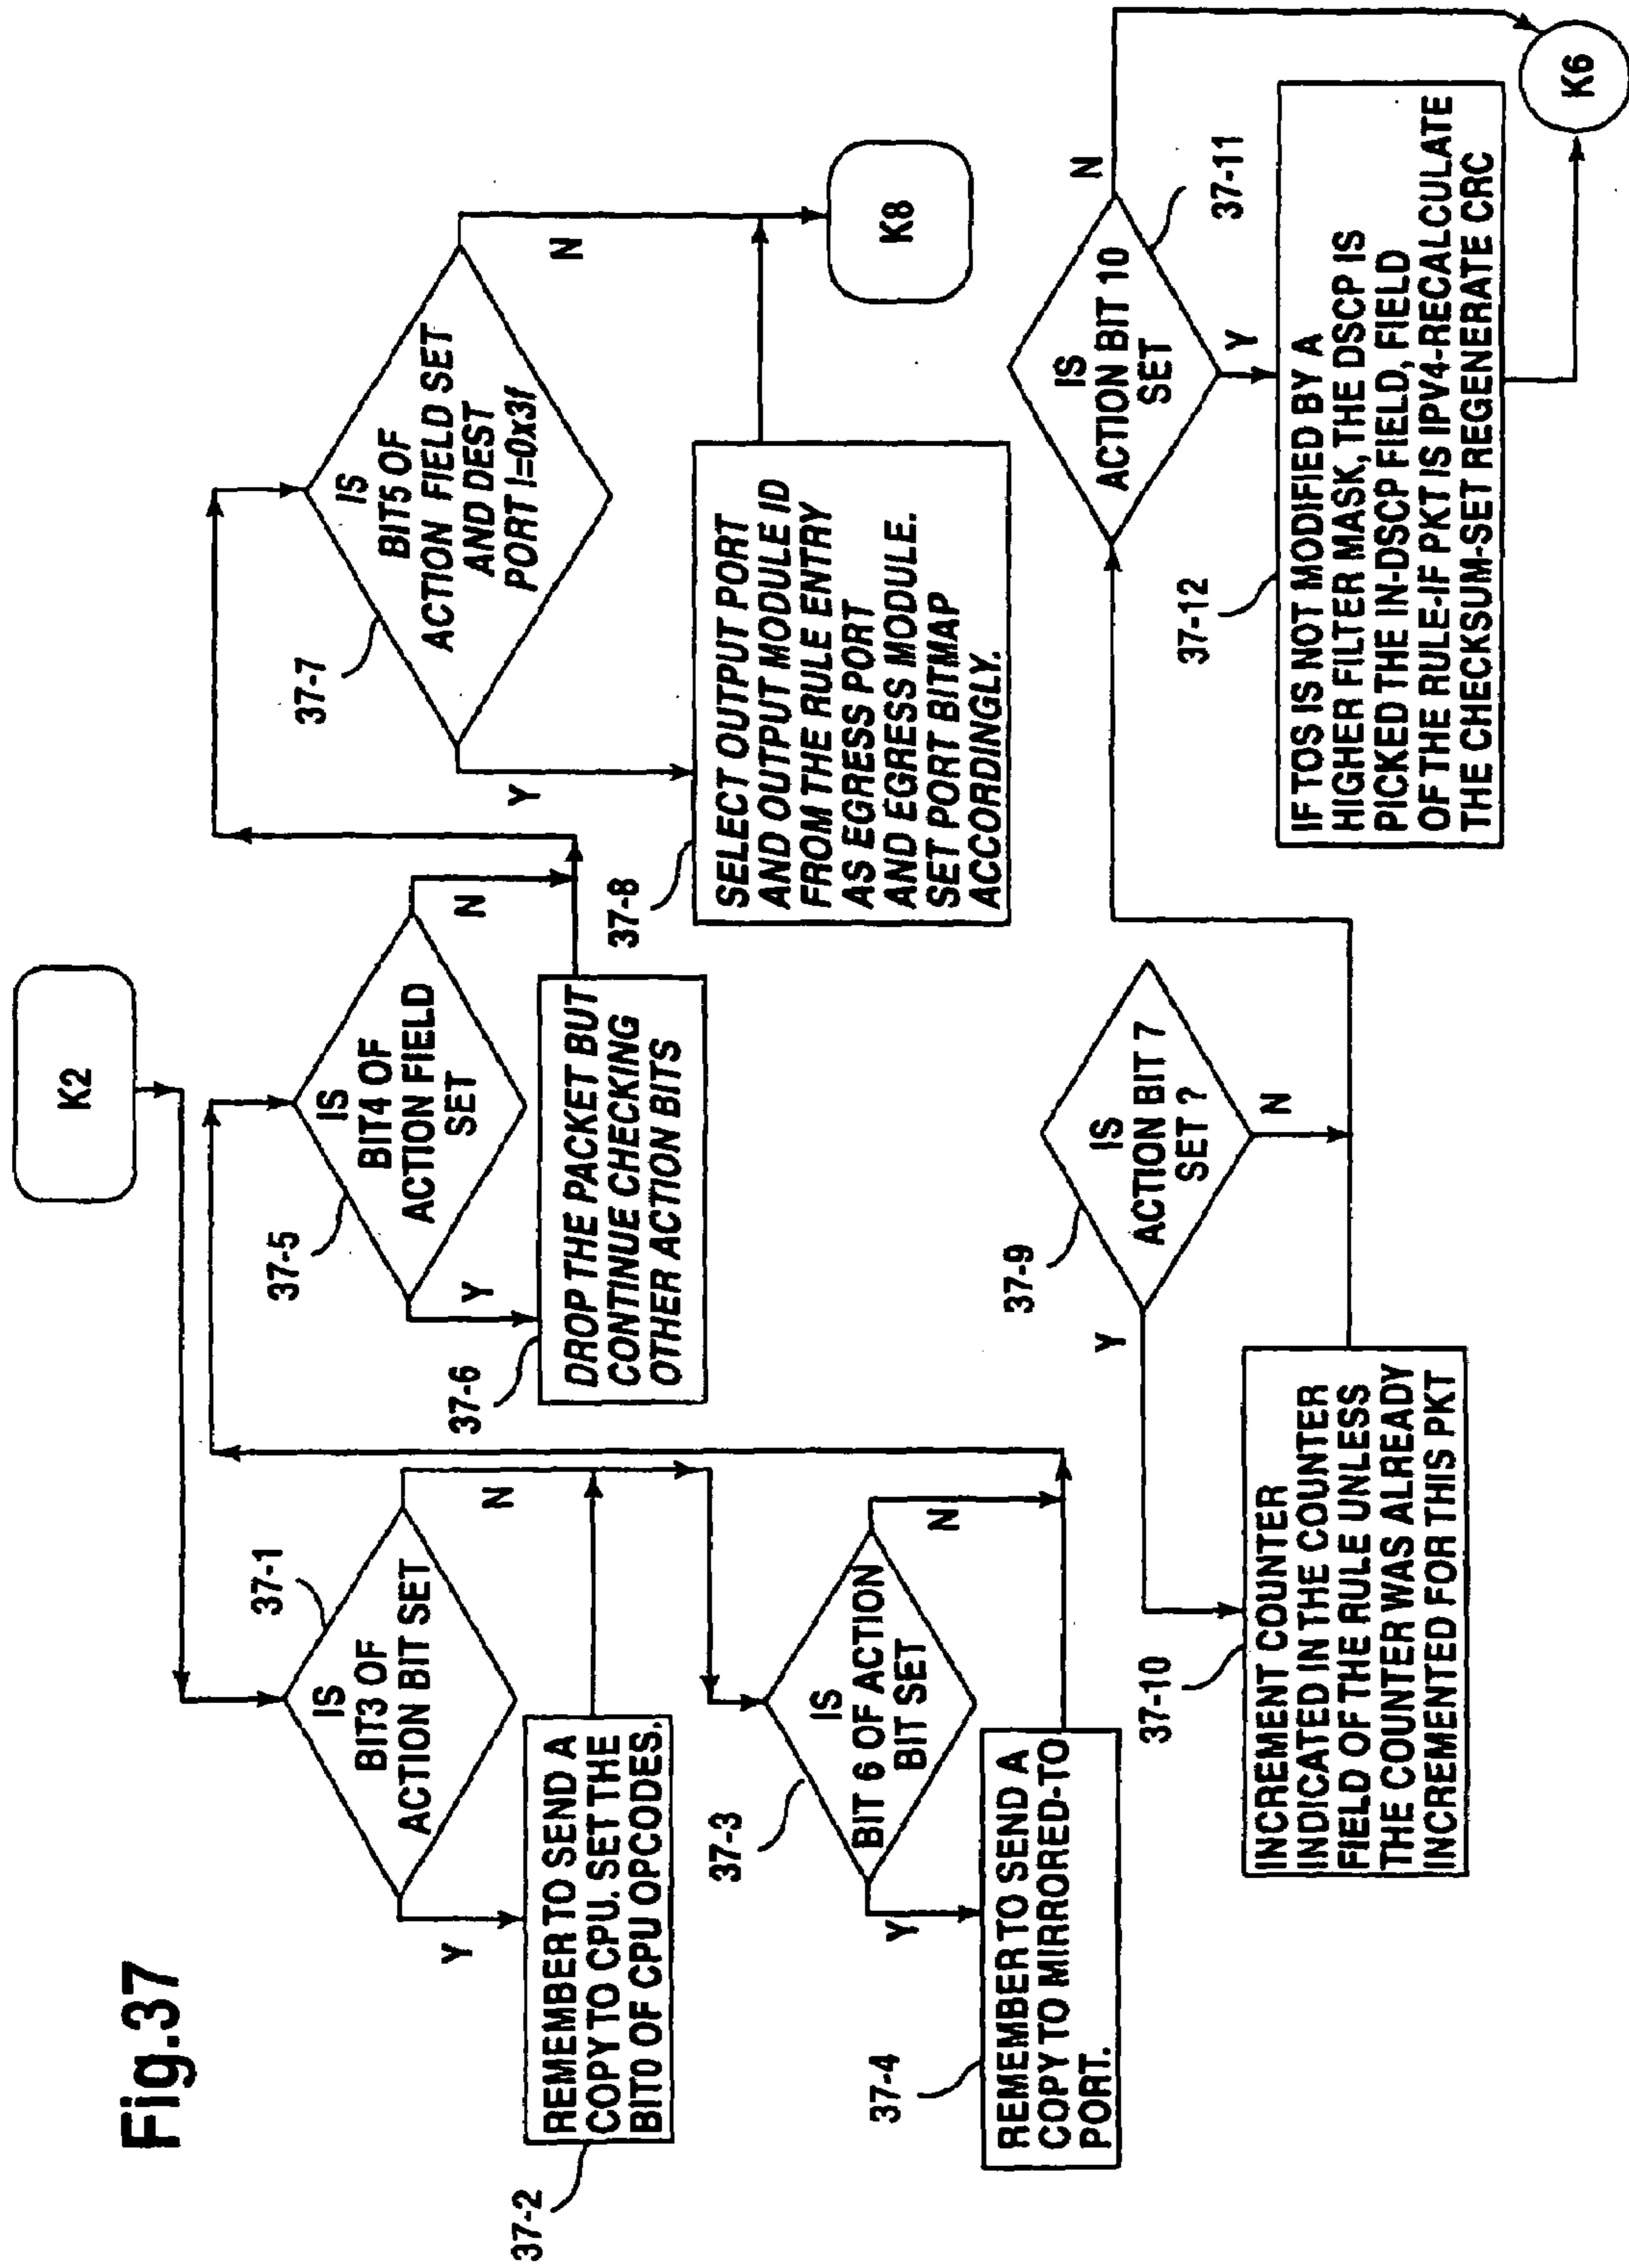 Fig.37
K2
37-1
IS
BIT3 OF
ACTION BIT SET
Y
N
37-2
REMEMBER TO SEND A
COPY TO CPU. SET THE
BIT0 OF CPU OPCODES.
37-3
IS
BIT 6 OF ACTION
BIT SET
Y
N
37-4
REMEMBER TO SEND A
COPY TO MIRRORED-TO
PORT.
37-5
IS
BIT4 OF
ACTION FIELD
SET
Y
N
37-6
DROP THE PACKET BUT
CONTINUE CHECKING
OTHER ACTION BITS
37-7
IS
BIT5 OF
ACTION FIELD SET
AND DEST
PORT !=0x3f
Y
N
37-8
SELECT OUTPUT PORT
AND OUTPUT MODULE ID
FROM THE RULE ENTRY
AS EGRESS PORT
AND EGRESS MODULE.
SET PORT BITMAP
ACCORDINGLY.
K8
37-9
IS
ACTION BIT 7
SET ?
Y
N
37-10
INCREMENT COUNTER
INDICATED IN THE COUNTER
FIELD OF THE RULE UNLESS
THE COUNTER WAS ALREADY
INCREMENTED FOR THIS PKT
37-11
IS
ACTION BIT 10
SET
N
Y
37-12
IF TOS IS NOT MODIFIED BY A
HIGHER FILTER MASK, THE DSCP IS
PICKED THE IN-DSCP FIELD, FIELD
OF THE RULE-IF PKT IS IPV4-RECALCULATE
THE CHECKSUM-SET REGENERATE CRC
K6